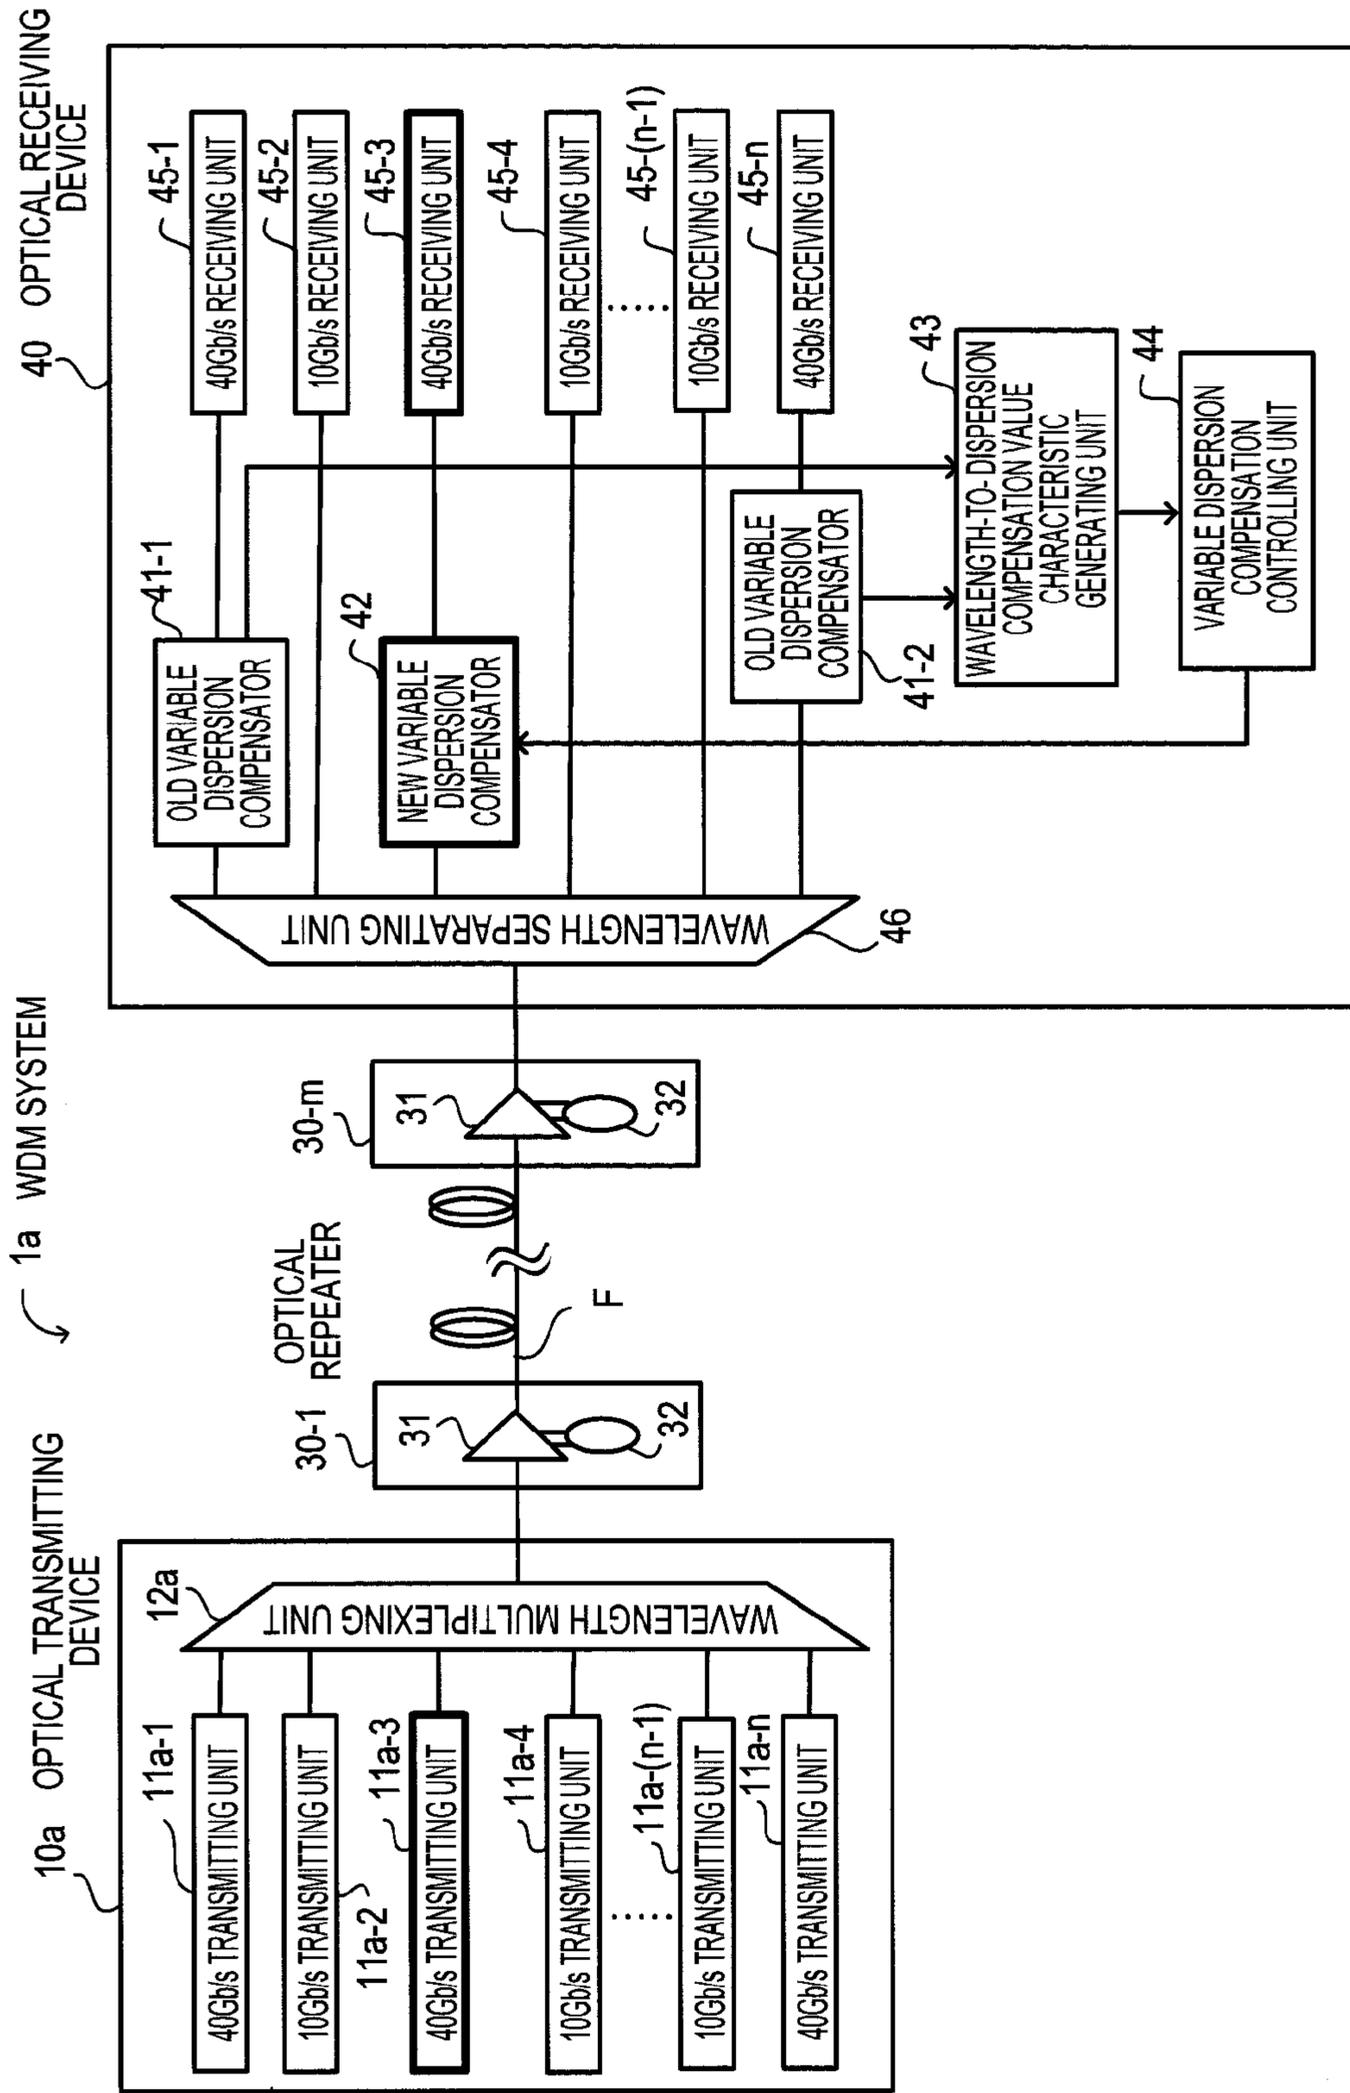 1a WDM SYSTEM
10a OPTICAL TRANSMITTING
DEVICE
11a-1
40Gb/s TRANSMITTING UNIT
10Gb/s TRANSMITTING UNIT
11a-2
11a-3
40Gb/s TRANSMITTING UNIT
11a-4
10Gb/s TRANSMITTING UNIT
11a-(n-1)
10Gb/s TRANSMITTING UNIT
11a-n
40Gb/s TRANSMITTING UNIT
12a
WAVELENGTH MULTIPLEXING UNIT
30-1
31
32
OPTICAL
REPEATER
F
30-m
31
32
40 OPTICAL RECEIVING
DEVICE
WAVELENGTH SEPARATING UNIT
46
41-1
OLD VARIABLE
DISPERSION
COMPENSATOR
42
NEW VARIABLE
DISPERSION
COMPENSATOR
OLD VARIABLE
DISPERSION
COMPENSATOR
41-2
45-1
40Gb/s RECEIVING UNIT
45-2
10Gb/s RECEIVING UNIT
45-3
40Gb/s RECEIVING UNIT
45-4
10Gb/s RECEIVING UNIT
45-(n-1)
10Gb/s RECEIVING UNIT
45-n
40Gb/s RECEIVING UNIT
43
WAVELENGTH-TO-DISPERSION
COMPENSATION VALUE
CHARACTERISTIC
GENERATING UNIT
44
VARIABLE DISPERSION
COMPENSATION
CONTROLLING UNIT